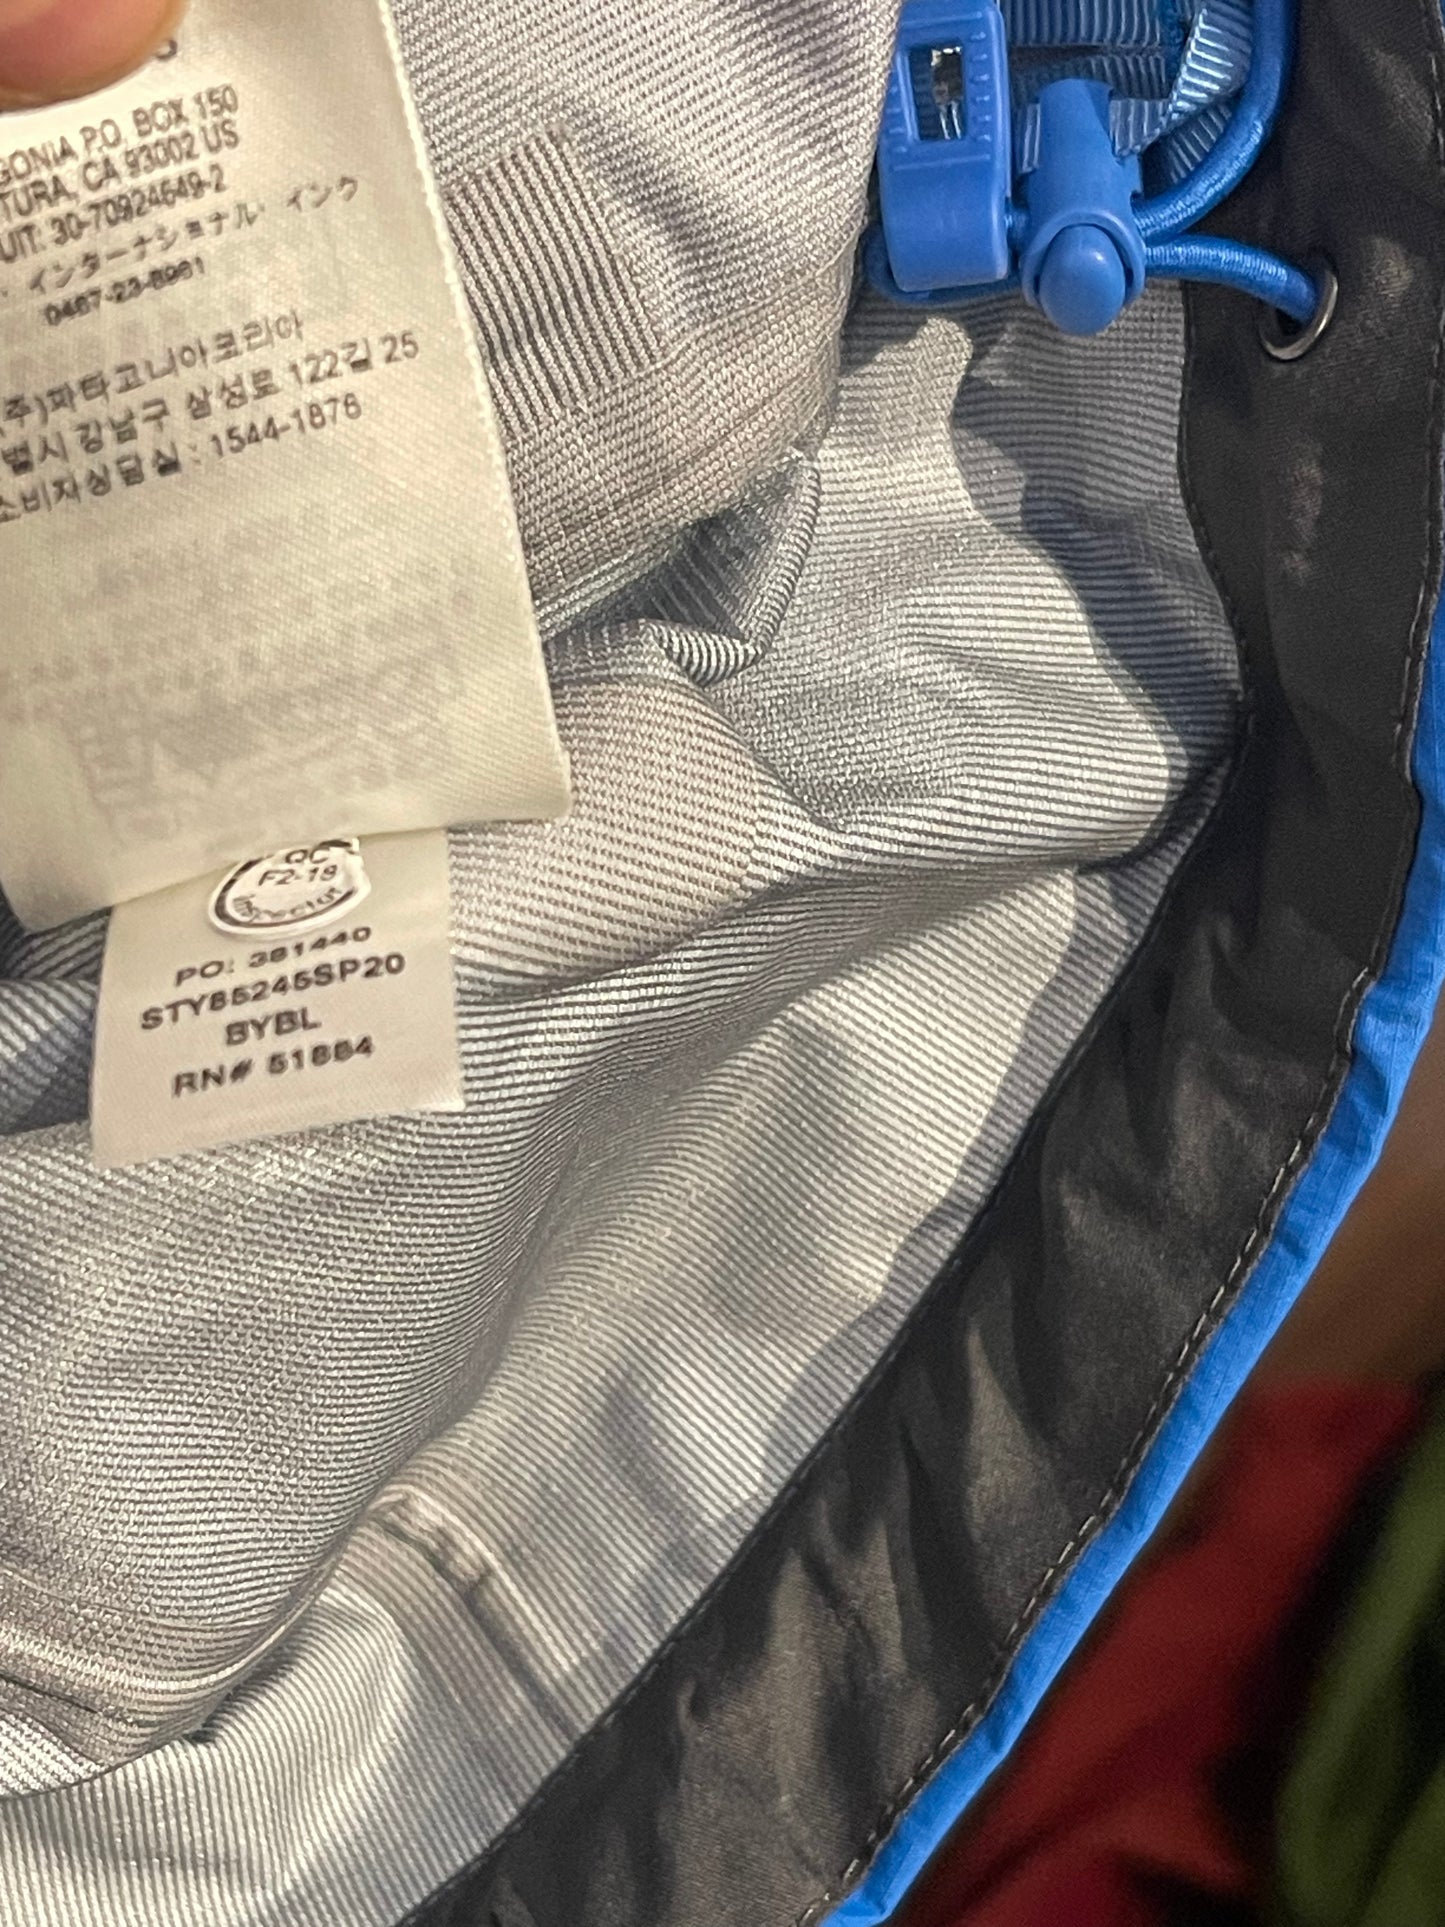 GONIA P.O. BOX 150
TURA, CA 93002 US
UIT: 30-70924649-2
・インターナショナル・インク
0467-23-8961
주)파타고니아코리아
별시 강남구 삼성로 122길 25
소비자상담실 : 1544-1876
QC
F2-18
Inspector
PO: 381440
STY85245SP20
BYBL
RN# 51884